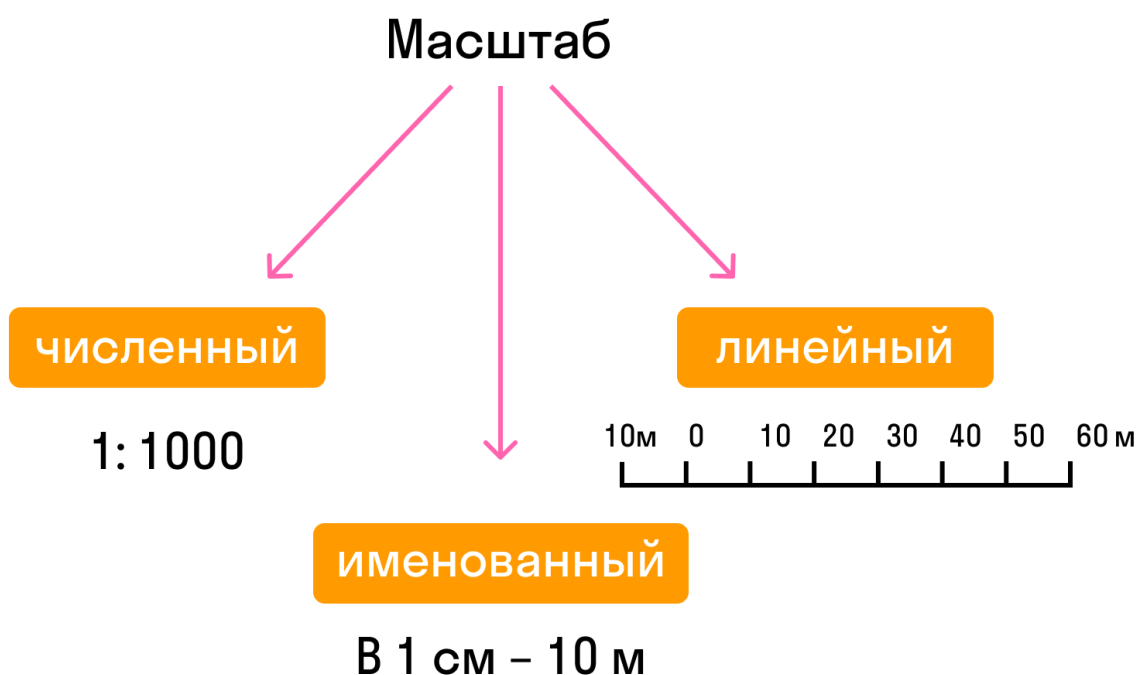 Масштаб
численный
линейный
1: 1000
10м 0 10 20 30 40 50 60 м
именованный
В 1 см – 10 м